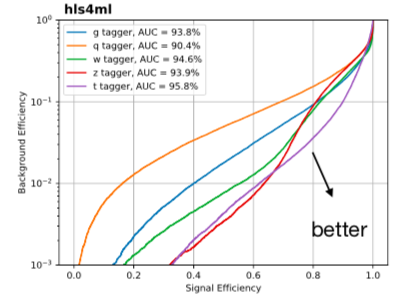 hls4ml
10⁰
g tagger, AUC = 93.8%
q tagger, AUC = 90.4%
w tagger, AUC = 94.6%
z tagger, AUC = 93.9%
t tagger, AUC = 95.8%
Background Efficiency
10⁻¹
10⁻²
better
10⁻³
0.0 0.2 0.4 0.6 0.8 1.0
Signal Efficiency